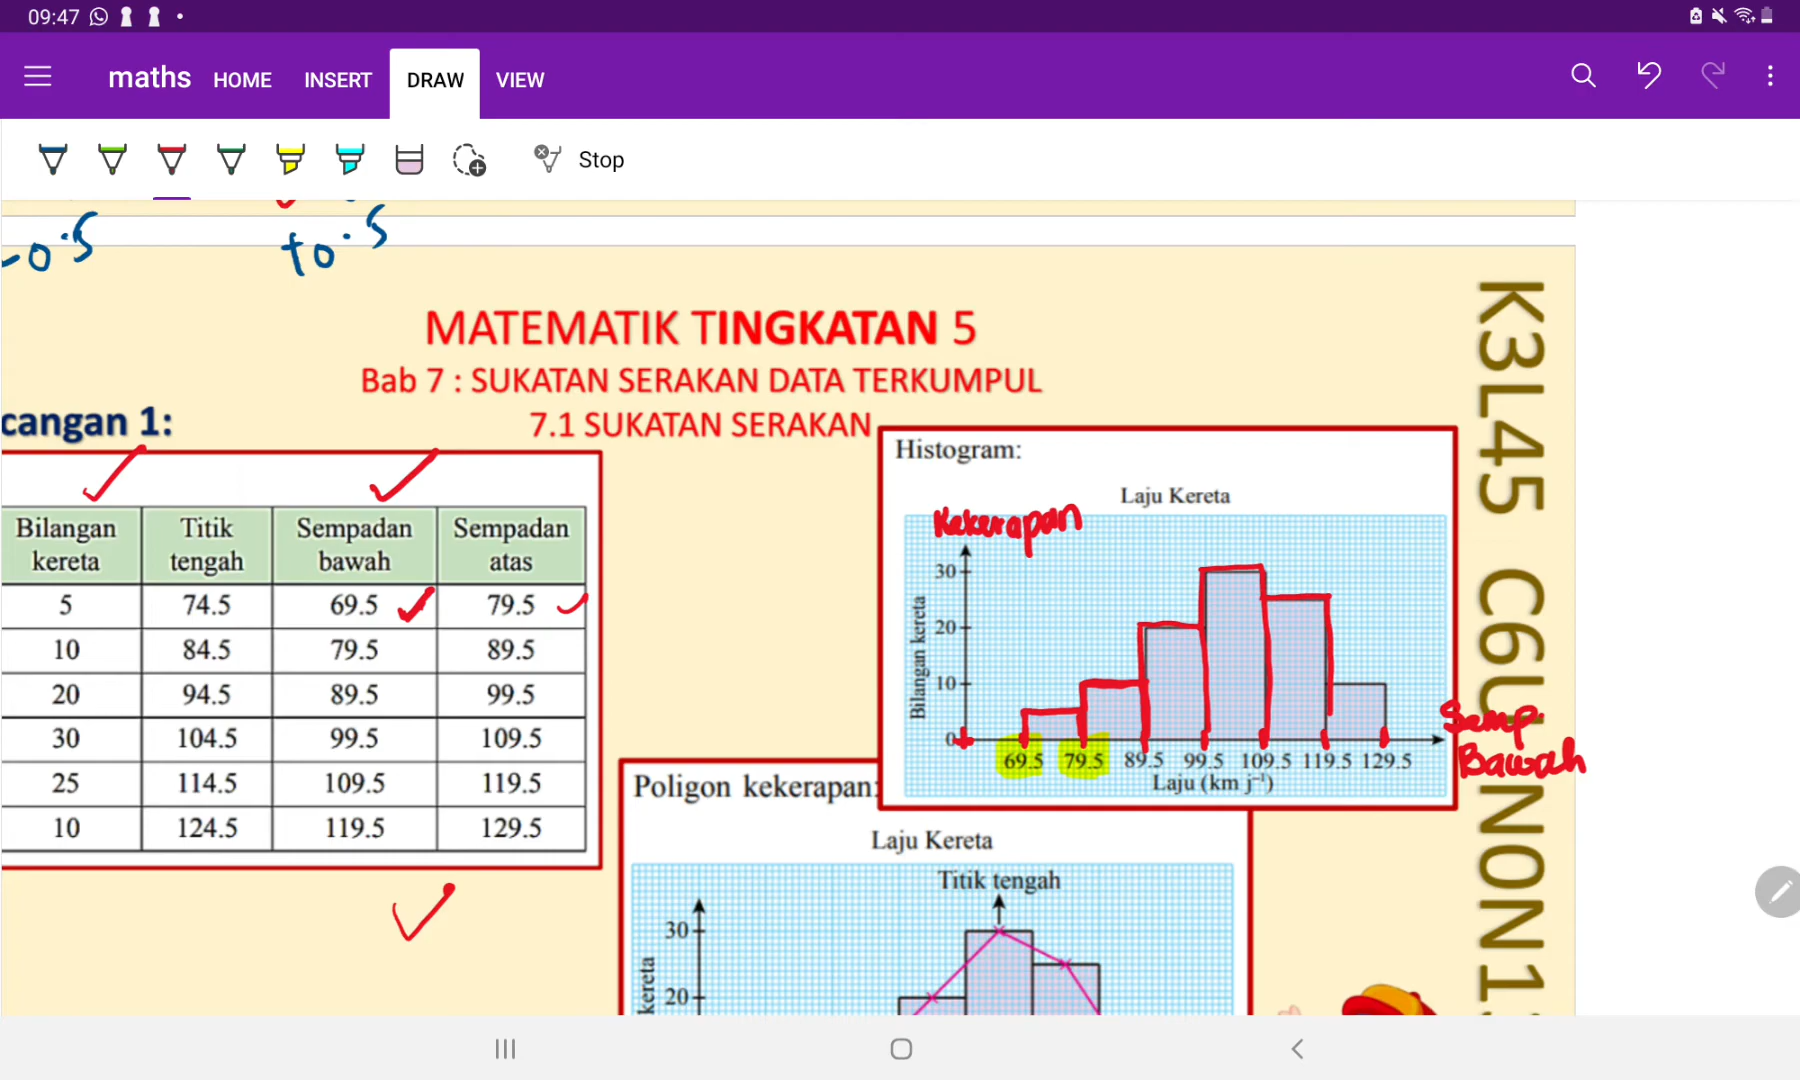 09:47
maths HOME INSERT DRAW VIEW
Stop
-0.5
to.5
MATEMATIK TINGKATAN 5
Bab 7 : SUKATAN SERAKAN DATA TERKUMPUL
7.1 SUKATAN SERAKAN
cangan 1:
Bilangan kereta Titik tengah Sempadan bawah Sempadan atas
5 74.5 69.5 79.5
10 84.5 79.5 89.5
20 94.5 89.5 99.5
30 104.5 99.5 109.5
25 114.5 109.5 119.5
10 124.5 119.5 129.5
Histogram:
Laju Kereta
Kekerapan
Bilangan kereta
30
20
10
0
69.5 79.5 89.5 99.5 109.5 119.5 129.5
Laju (km j⁻¹)
Semp.
Bawah
Poligon kekerapan:
Laju Kereta
Titik tengah
30
20
kereta
K3L45